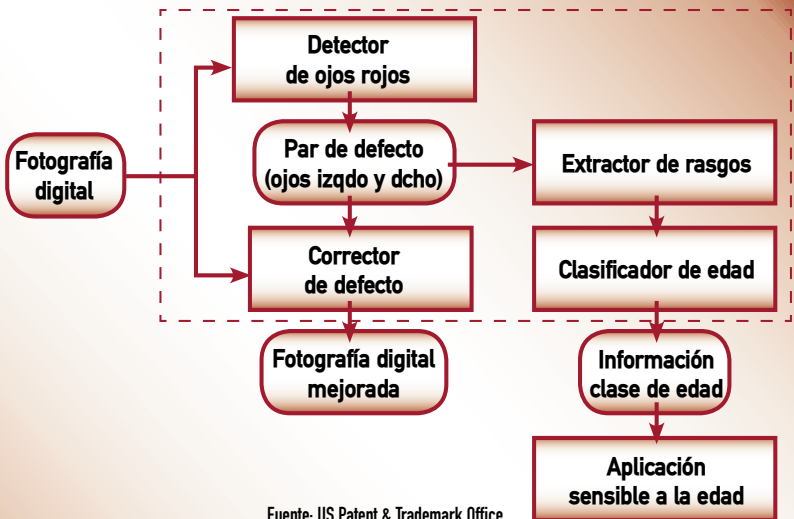 Detector
de ojos rojos
Fotografía
digital
Par de defecto
(ojos izqdo y dcho)
Extractor de rasgos
Corrector
de defecto
Clasificador de edad
Fotografía digital
mejorada
Información
clase de edad
Aplicación
sensible a la edad
Fuente: US Patent & Trademark Office